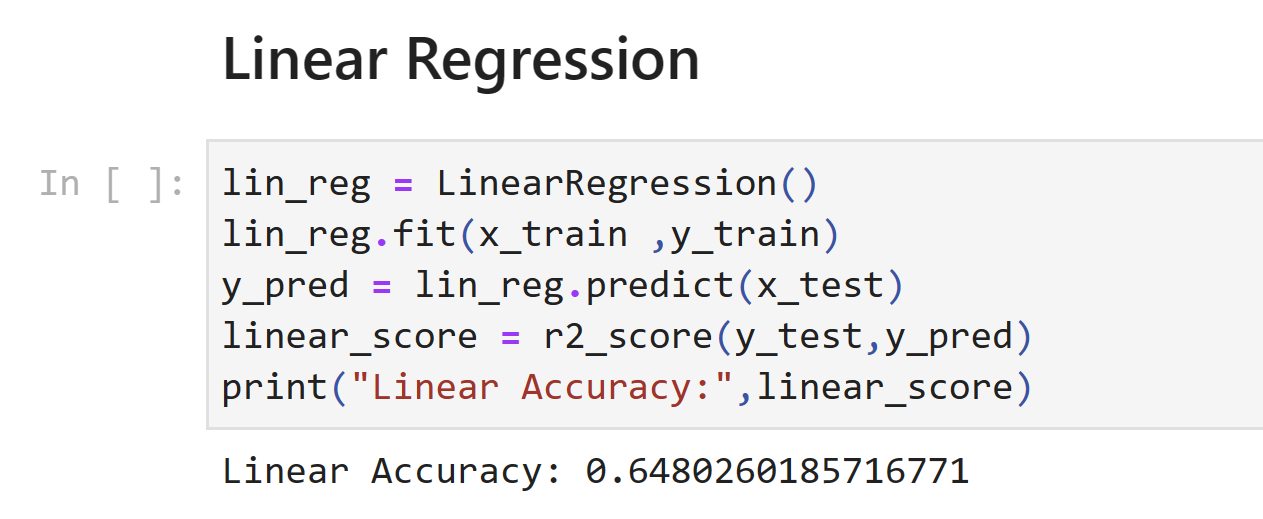 Linear Regression
In [ ]:
lin_reg = LinearRegression()
lin_reg.fit(x_train ,y_train)
y_pred = lin_reg.predict(x_test)
linear_score = r2_score(y_test,y_pred)
print("Linear Accuracy:",linear_score)
Linear Accuracy: 0.6480260185716771